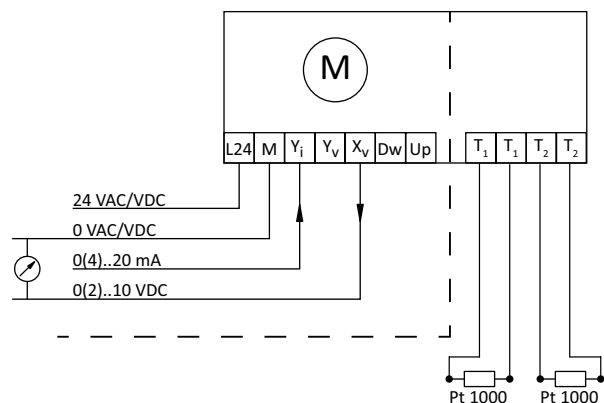 M
L24 M Yi Yv Xv Dw Up T1 T1 T2 T2
24 VAC/VDC
0 VAC/VDC
0(4)..20 mA
0(2)..10 VDC
Pt 1000 Pt 1000